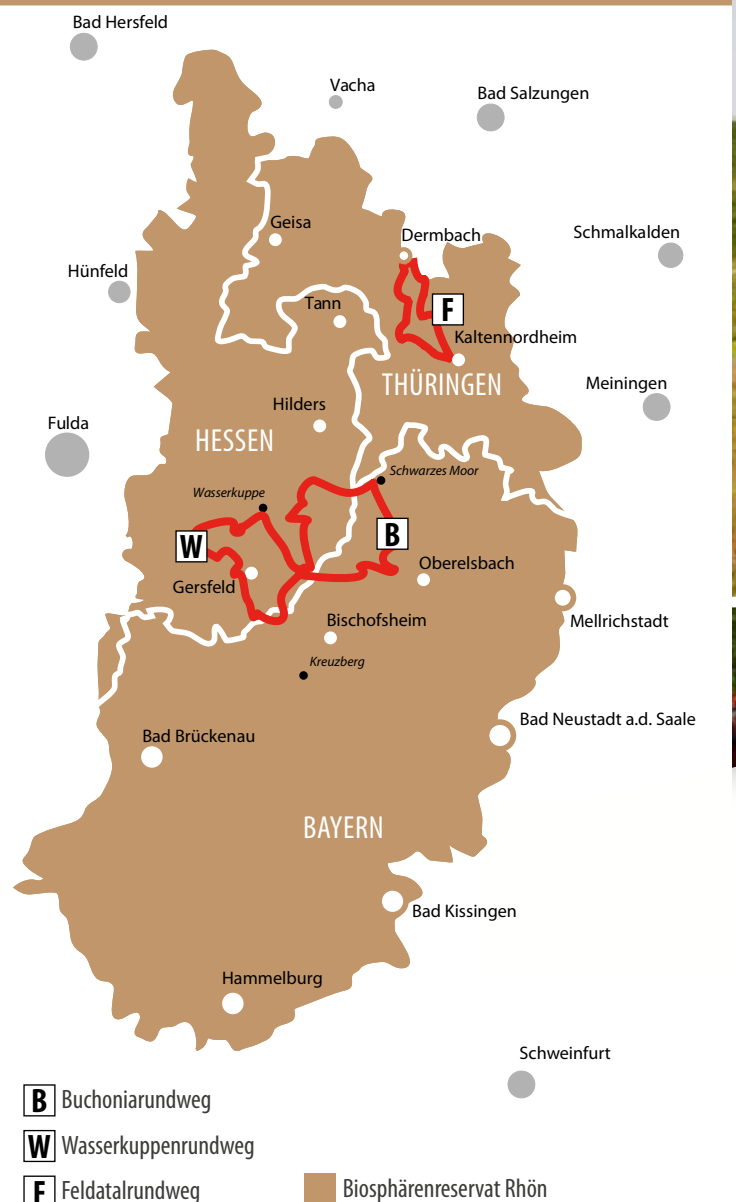 Bad Hersfeld
Vacha
Bad Salzungen
Geisa
Dermbach
Schmalkalden
Hünfeld
Tann
F
Kaltennordheim
THÜRINGEN
Meiningen
Hilders
Fulda
HESSEN
Schwarzes Moor
Wasserkuppe
B
W
Oberelsbach
Gersfeld
Bischofsheim
Mellrichstadt
Kreuzberg
Bad Neustadt a.d. Saale
Bad Brückenau
BAYERN
Bad Kissingen
Hammelburg
Schweinfurt
B Buchoniarundweg
W Wasserkuppenrundweg
F Feldatalrundweg
Biosphärenreservat Rhön